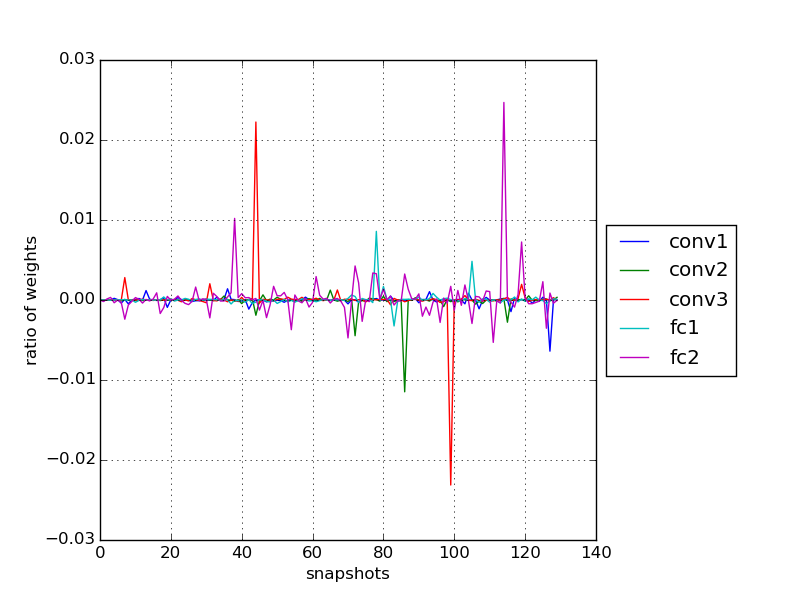 0.03
0.02
0.01
0.00
−0.01
−0.02
−0.03
ratio of weights
0 20 40 60 80 100 120 140
snapshots
conv1
conv2
conv3
fc1
fc2